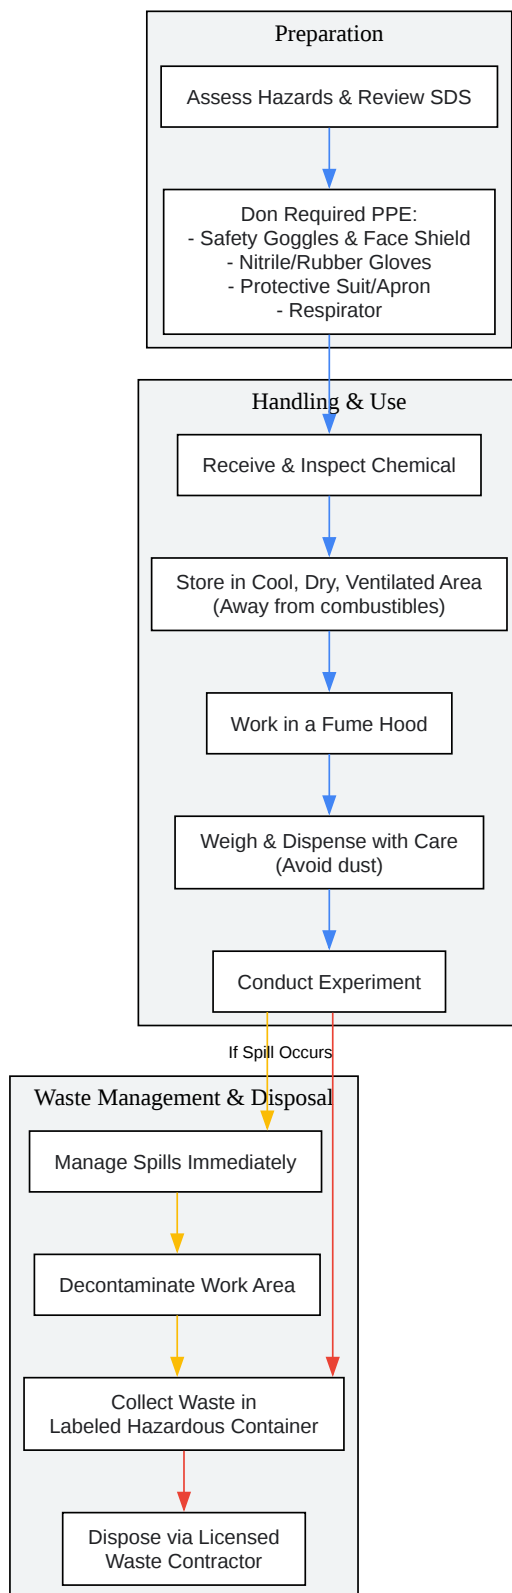 Preparation
Assess Hazards & Review SDS
Don Required PPE:
- Safety Goggles & Face Shield
- Nitrile/Rubber Gloves
- Protective Suit/Apron
- Respirator
Handling & Use
Receive & Inspect Chemical
Store in Cool, Dry, Ventilated Area
(Away from combustibles)
Work in a Fume Hood
Weigh & Dispense with Care
(Avoid dust)
Conduct Experiment
If Spill Occurs
Waste Management & Disposal
Manage Spills Immediately
Decontaminate Work Area
Collect Waste in
Labeled Hazardous Container
Dispose via Licensed
Waste Contractor